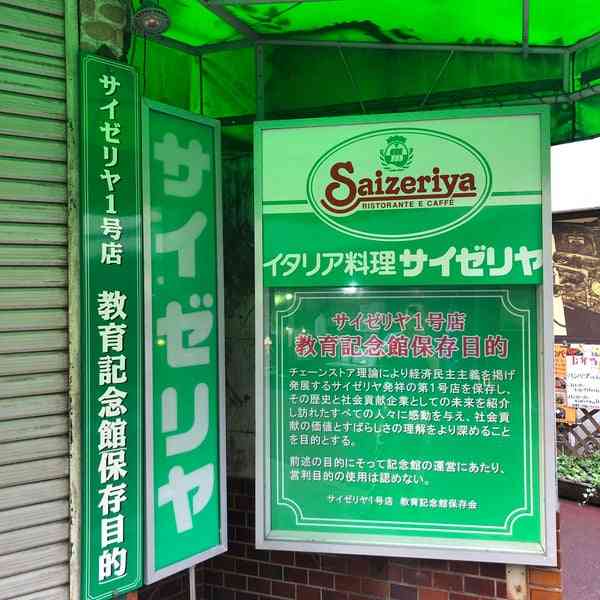 サイゼリヤ1号店 教育記念館保存目的
サイゼリヤ
Saizeriya
RISTORANTE E CAFFÉ
イタリア料理 サイゼリヤ
サイゼリヤ1号店
教育記念館保存目的
チェーンストア理論により経済民主主義を掲げ
発展するサイゼリヤ発祥の第1号店を保存し、
その歴史と社会貢献企業としての未来を紹介
し訪れたすべての人々に感動を与え、社会貢
献の価値とすばらしさの理解をより深めること
を目的とする。
前述の目的にそって記念館の運営にあたり、
営利目的の使用は認めない。
サイゼリヤ1号店 教育記念館保存会